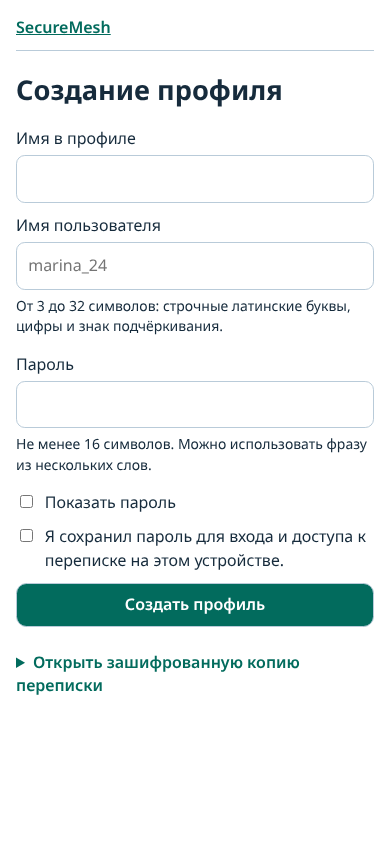 SecureMesh
Создание профиля
Имя в профиле
Имя пользователя
marina_24
От 3 до 32 символов: строчные латинские буквы,
цифры и знак подчёркивания.
Пароль
Не менее 16 символов. Можно использовать фразу
из нескольких слов.
Показать пароль
Я сохранил пароль для входа и доступа к
переписке на этом устройстве.
Создать профиль
Открыть зашифрованную копию
переписки